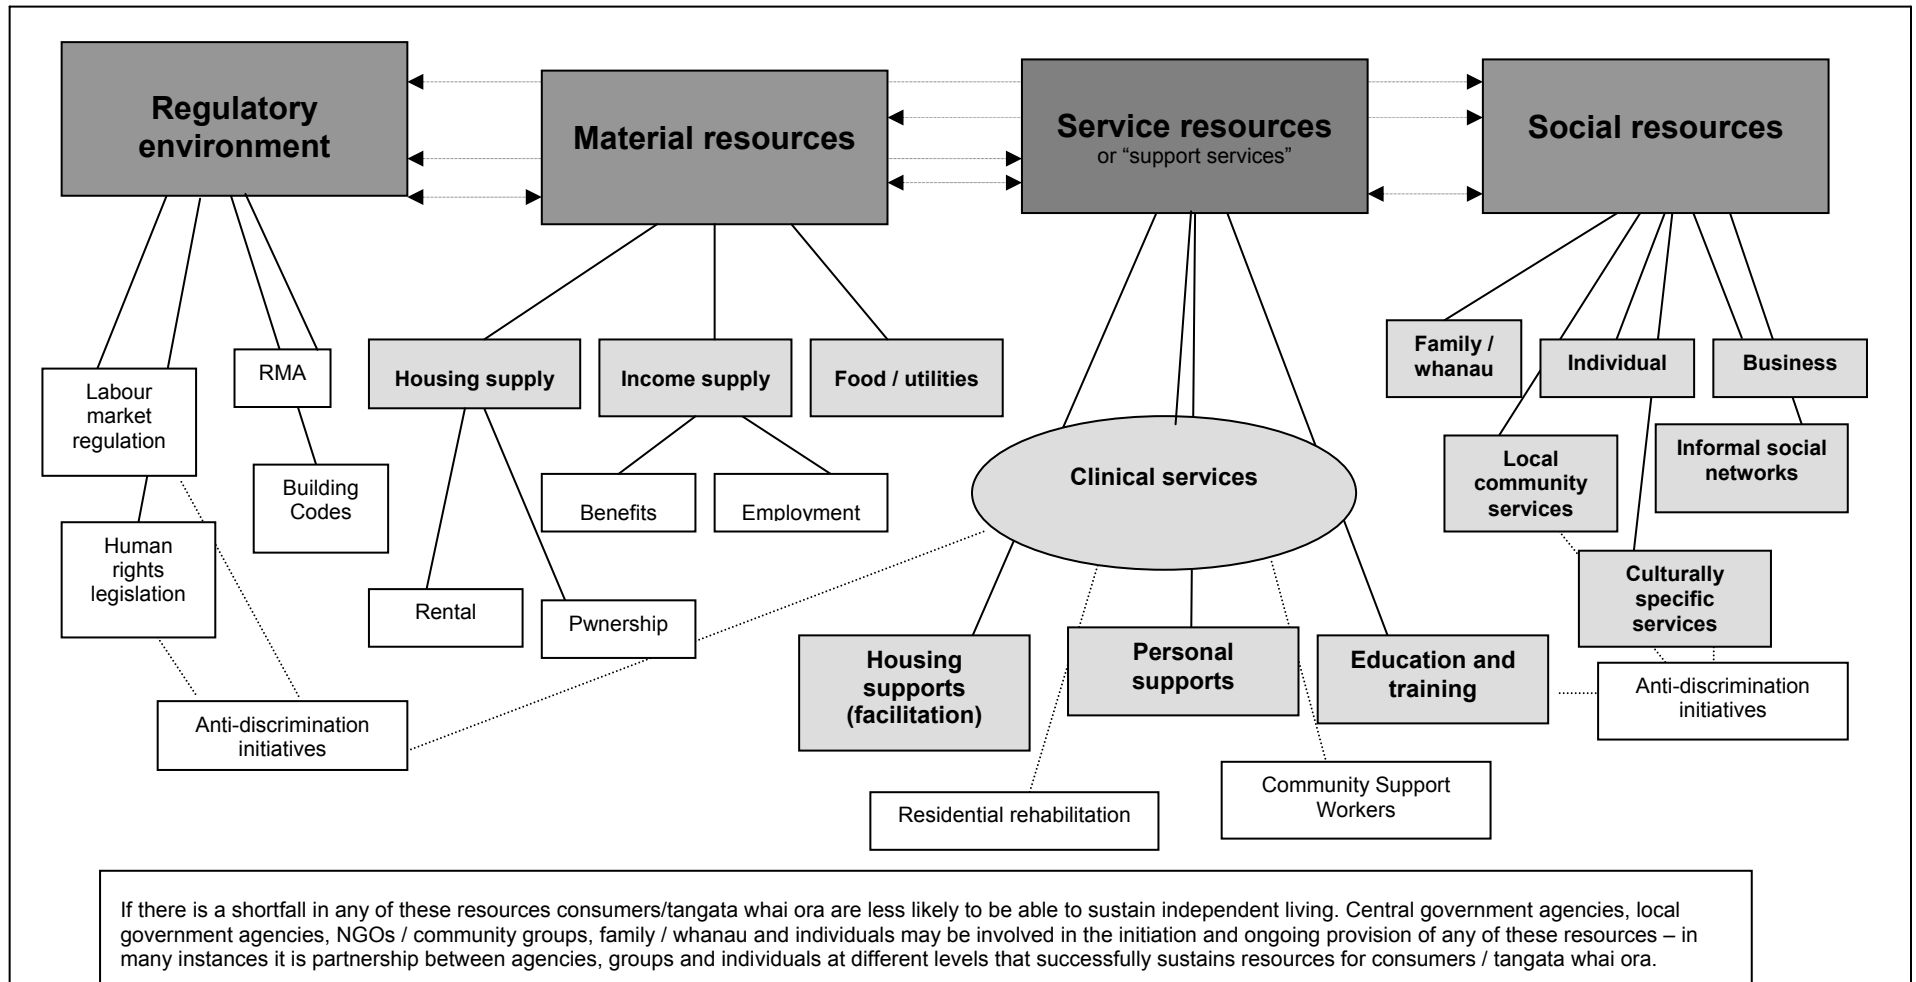 Regulatory
environment
Material resources
Service resources
or “support services”
Social resources
Labour
market
regulation
RMA
Human
rights
legislation
Building
Codes
Anti-discrimination
initiatives
Housing supply
Income supply
Food / utilities
Benefits
Employment
Rental
Pwnership
Clinical services
Housing
supports
(facilitation)
Personal
supports
Education and
training
Residential rehabilitation
Community Support
Workers
Family /
whanau
Individual
Business
Local
community
services
Informal social
networks
Culturally
specific
services
Anti-discrimination
initiatives
If there is a shortfall in any of these resources consumers/tangata whai ora are less likely to be able to sustain independent living. Central government agencies, local
government agencies, NGOs / community groups, family / whanau and individuals may be involved in the initiation and ongoing provision of any of these resources – in
many instances it is partnership between agencies, groups and individuals at different levels that successfully sustains resources for consumers / tangata whai ora.